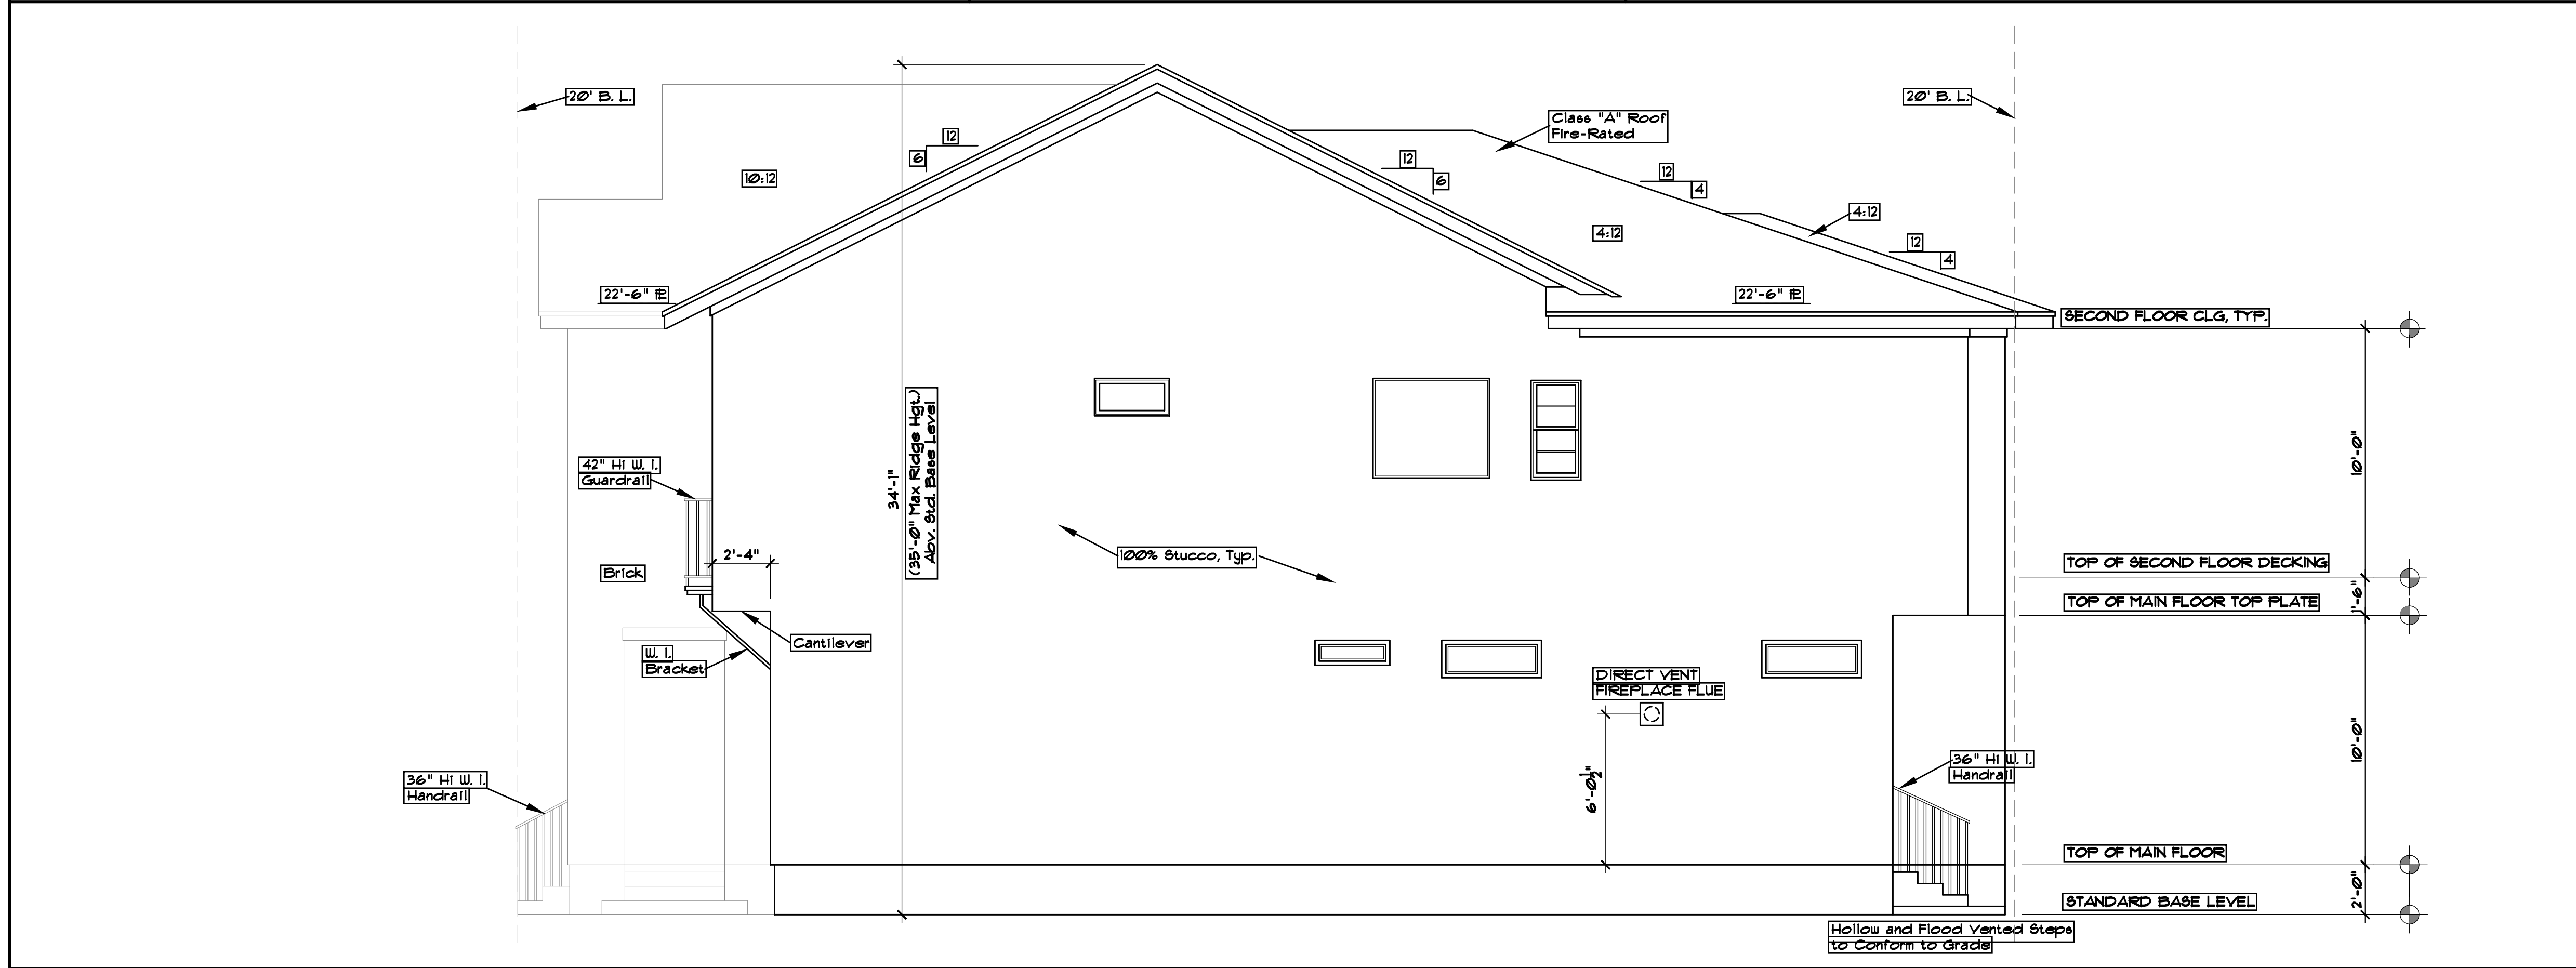 20' B. L.
20' B. L.
Class "A" Roof
Fire-Rated
12
6
10:12
12
6
12
4
4:12
4:12
12
4
22'-6" PL
22'-6" PL
SECOND FLOOR CLG, TYP.
34'-1"
(35'-0" Max Ridge Hgt.)
Abv. Std. Base Level
10'-0"
42" Hi W. I.
Guardrail
2'-4"
100% Stucco, Typ.
Brick
TOP OF SECOND FLOOR DECKING
1'-6"
TOP OF MAIN FLOOR TOP PLATE
Cantilever
W. I.
Bracket
DIRECT VENT
FIREPLACE FLUE
10'-0"
36" Hi W. I.
Handrail
6'-0 1/2"
36" Hi W. I.
Handrail
TOP OF MAIN FLOOR
2'-0"
STANDARD BASE LEVEL
Hollow and Flood Vented Steps
to Conform to Grade